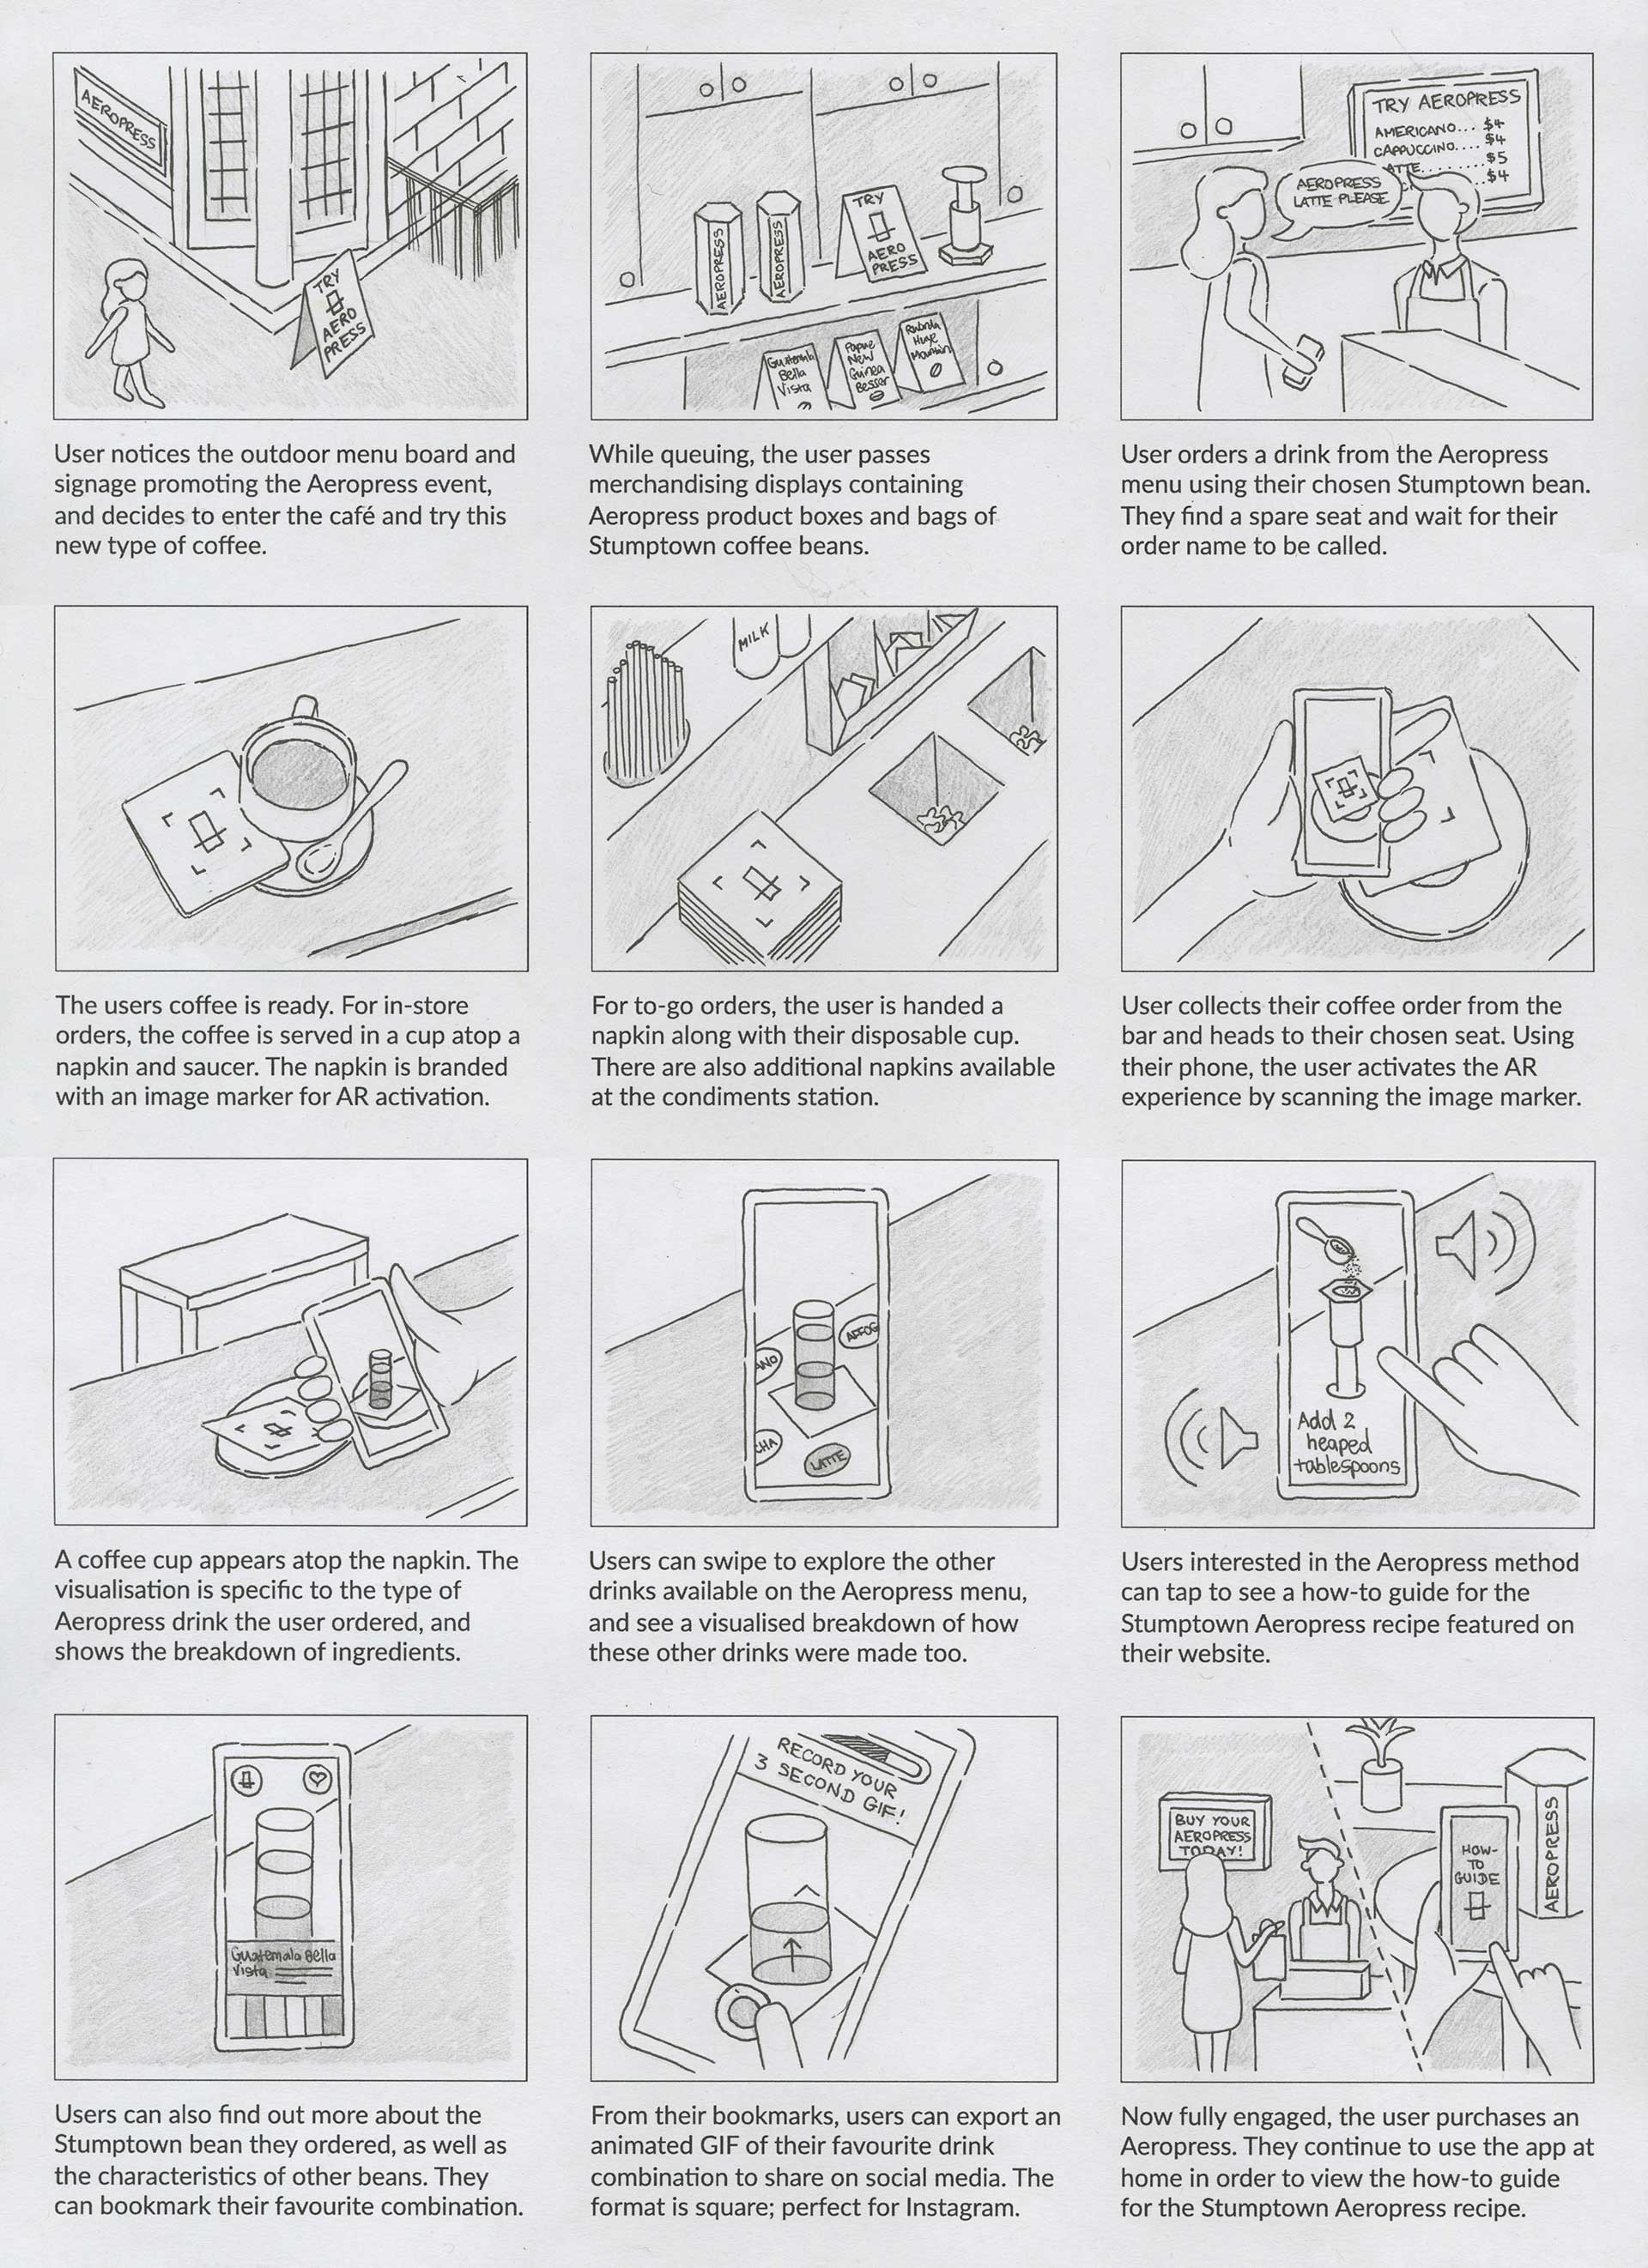 AEROPRESS
TRY
AERO
PRESS
User notices the outdoor menu board and
signage promoting the Aeropress event,
and decides to enter the café and try this
new type of coffee.
AEROPRESS
AEROPRESS
TRY
AERO
PRESS
Guatemala
Bella
Vista
Papua
New
Guinea
Besser
Rwanda
Huye
Mountain
While queuing, the user passes
merchandising displays containing
Aeropress product boxes and bags of
Stumptown coffee beans.
TRY AEROPRESS
AMERICANO... $4
CAPPUCCINO.... $4
ATTE........ $5
...$4
AEROPRESS
LATTE PLEASE
User orders a drink from the Aeropress
menu using their chosen Stumptown bean.
They find a spare seat and wait for their
order name to be called.
The users coffee is ready. For in-store
orders, the coffee is served in a cup atop a
napkin and saucer. The napkin is branded
with an image marker for AR activation.
MILK
For to-go orders, the user is handed a
napkin along with their disposable cup.
There are also additional napkins available
at the condiments station.
User collects their coffee order from the
bar and heads to their chosen seat. Using
their phone, the user activates the AR
experience by scanning the image marker.
A coffee cup appears atop the napkin. The
visualisation is specific to the type of
Aeropress drink the user ordered, and
shows the breakdown of ingredients.
AFFOG
ANO
CHA
LATTE
Users can swipe to explore the other
drinks available on the Aeropress menu,
and see a visualised breakdown of how
these other drinks were made too.
Add 2
heaped
tablespoons
Users interested in the Aeropress method
can tap to see a how-to guide for the
Stumptown Aeropress recipe featured on
their website.
Guatemala Bella
Vista
Users can also find out more about the
Stumptown bean they ordered, as well as
the characteristics of other beans. They
can bookmark their favourite combination.
RECORD YOUR
3 SECOND GIF!
From their bookmarks, users can export an
animated GIF of their favourite drink
combination to share on social media. The
format is square; perfect for Instagram.
BUY YOUR
AEROPRESS
TODAY!
HOW-
TO
GUIDE
AEROPRESS
Now fully engaged, the user purchases an
Aeropress. They continue to use the app at
home in order to view the how-to guide
for the Stumptown Aeropress recipe.